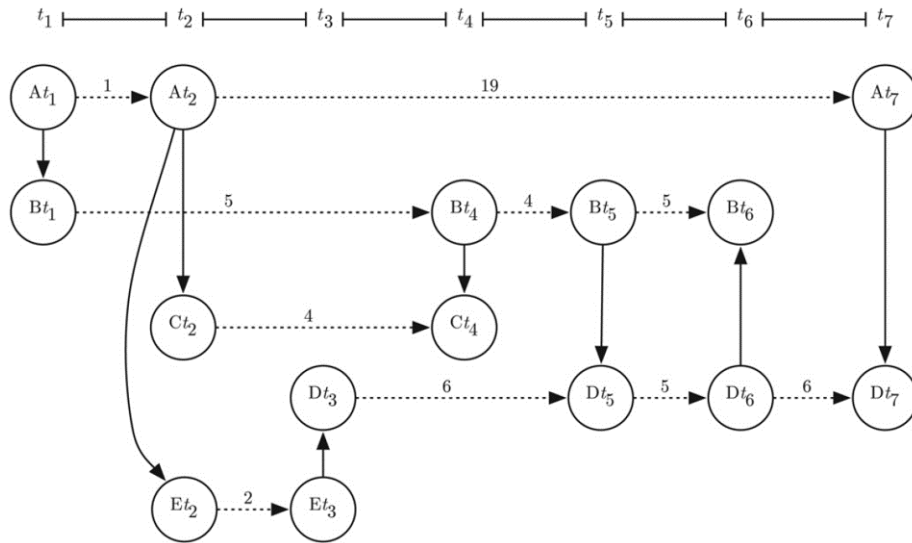 t1 t2 t3 t4 t5 t6 t7
At1 1 At2 19 At7
Bt1 5 Bt4 4 Bt5 5 Bt6
Ct2 4 Ct4
Dt3 6 Dt5 5 Dt6 6 Dt7
Et2 2 Et3